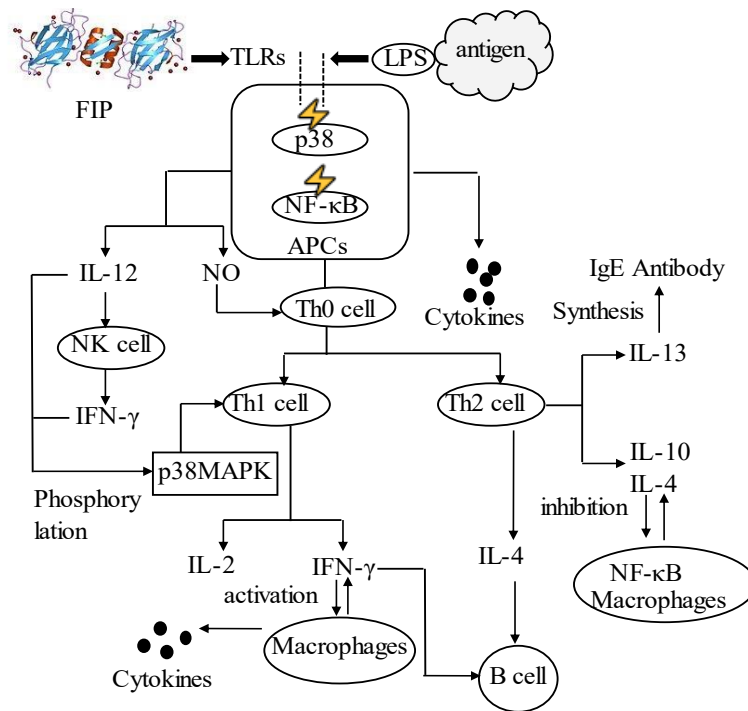 FIP
TLRs
LPS
antigen
p38
NF-κB
APCs
IL-12
NO
Th0 cell
Cytokines
IgE Antibody
Synthesis
IL-13
NK cell
IFN-γ
Th1 cell
Th2 cell
p38MAPK
Phosphory
lation
IL-10
IL-4
inhibition
IL-2
IFN-γ
IL-4
activation
NF-κB
Macrophages
Macrophages
Cytokines
B cell